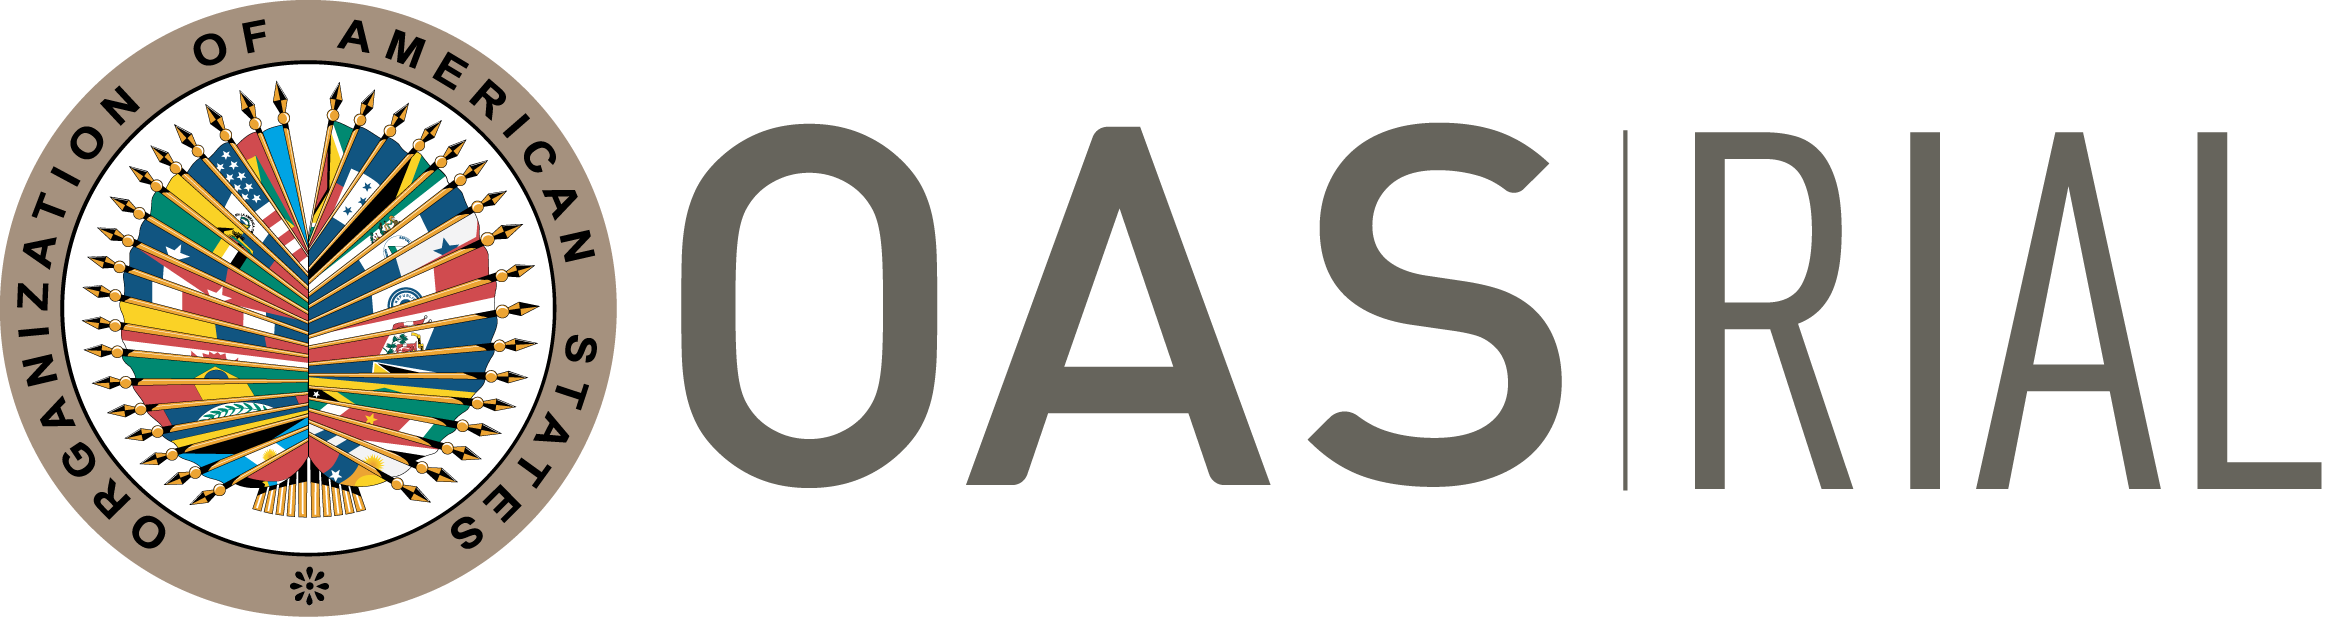 ORGANIZATION OF AMERICAN STATES
OAS|RIAL